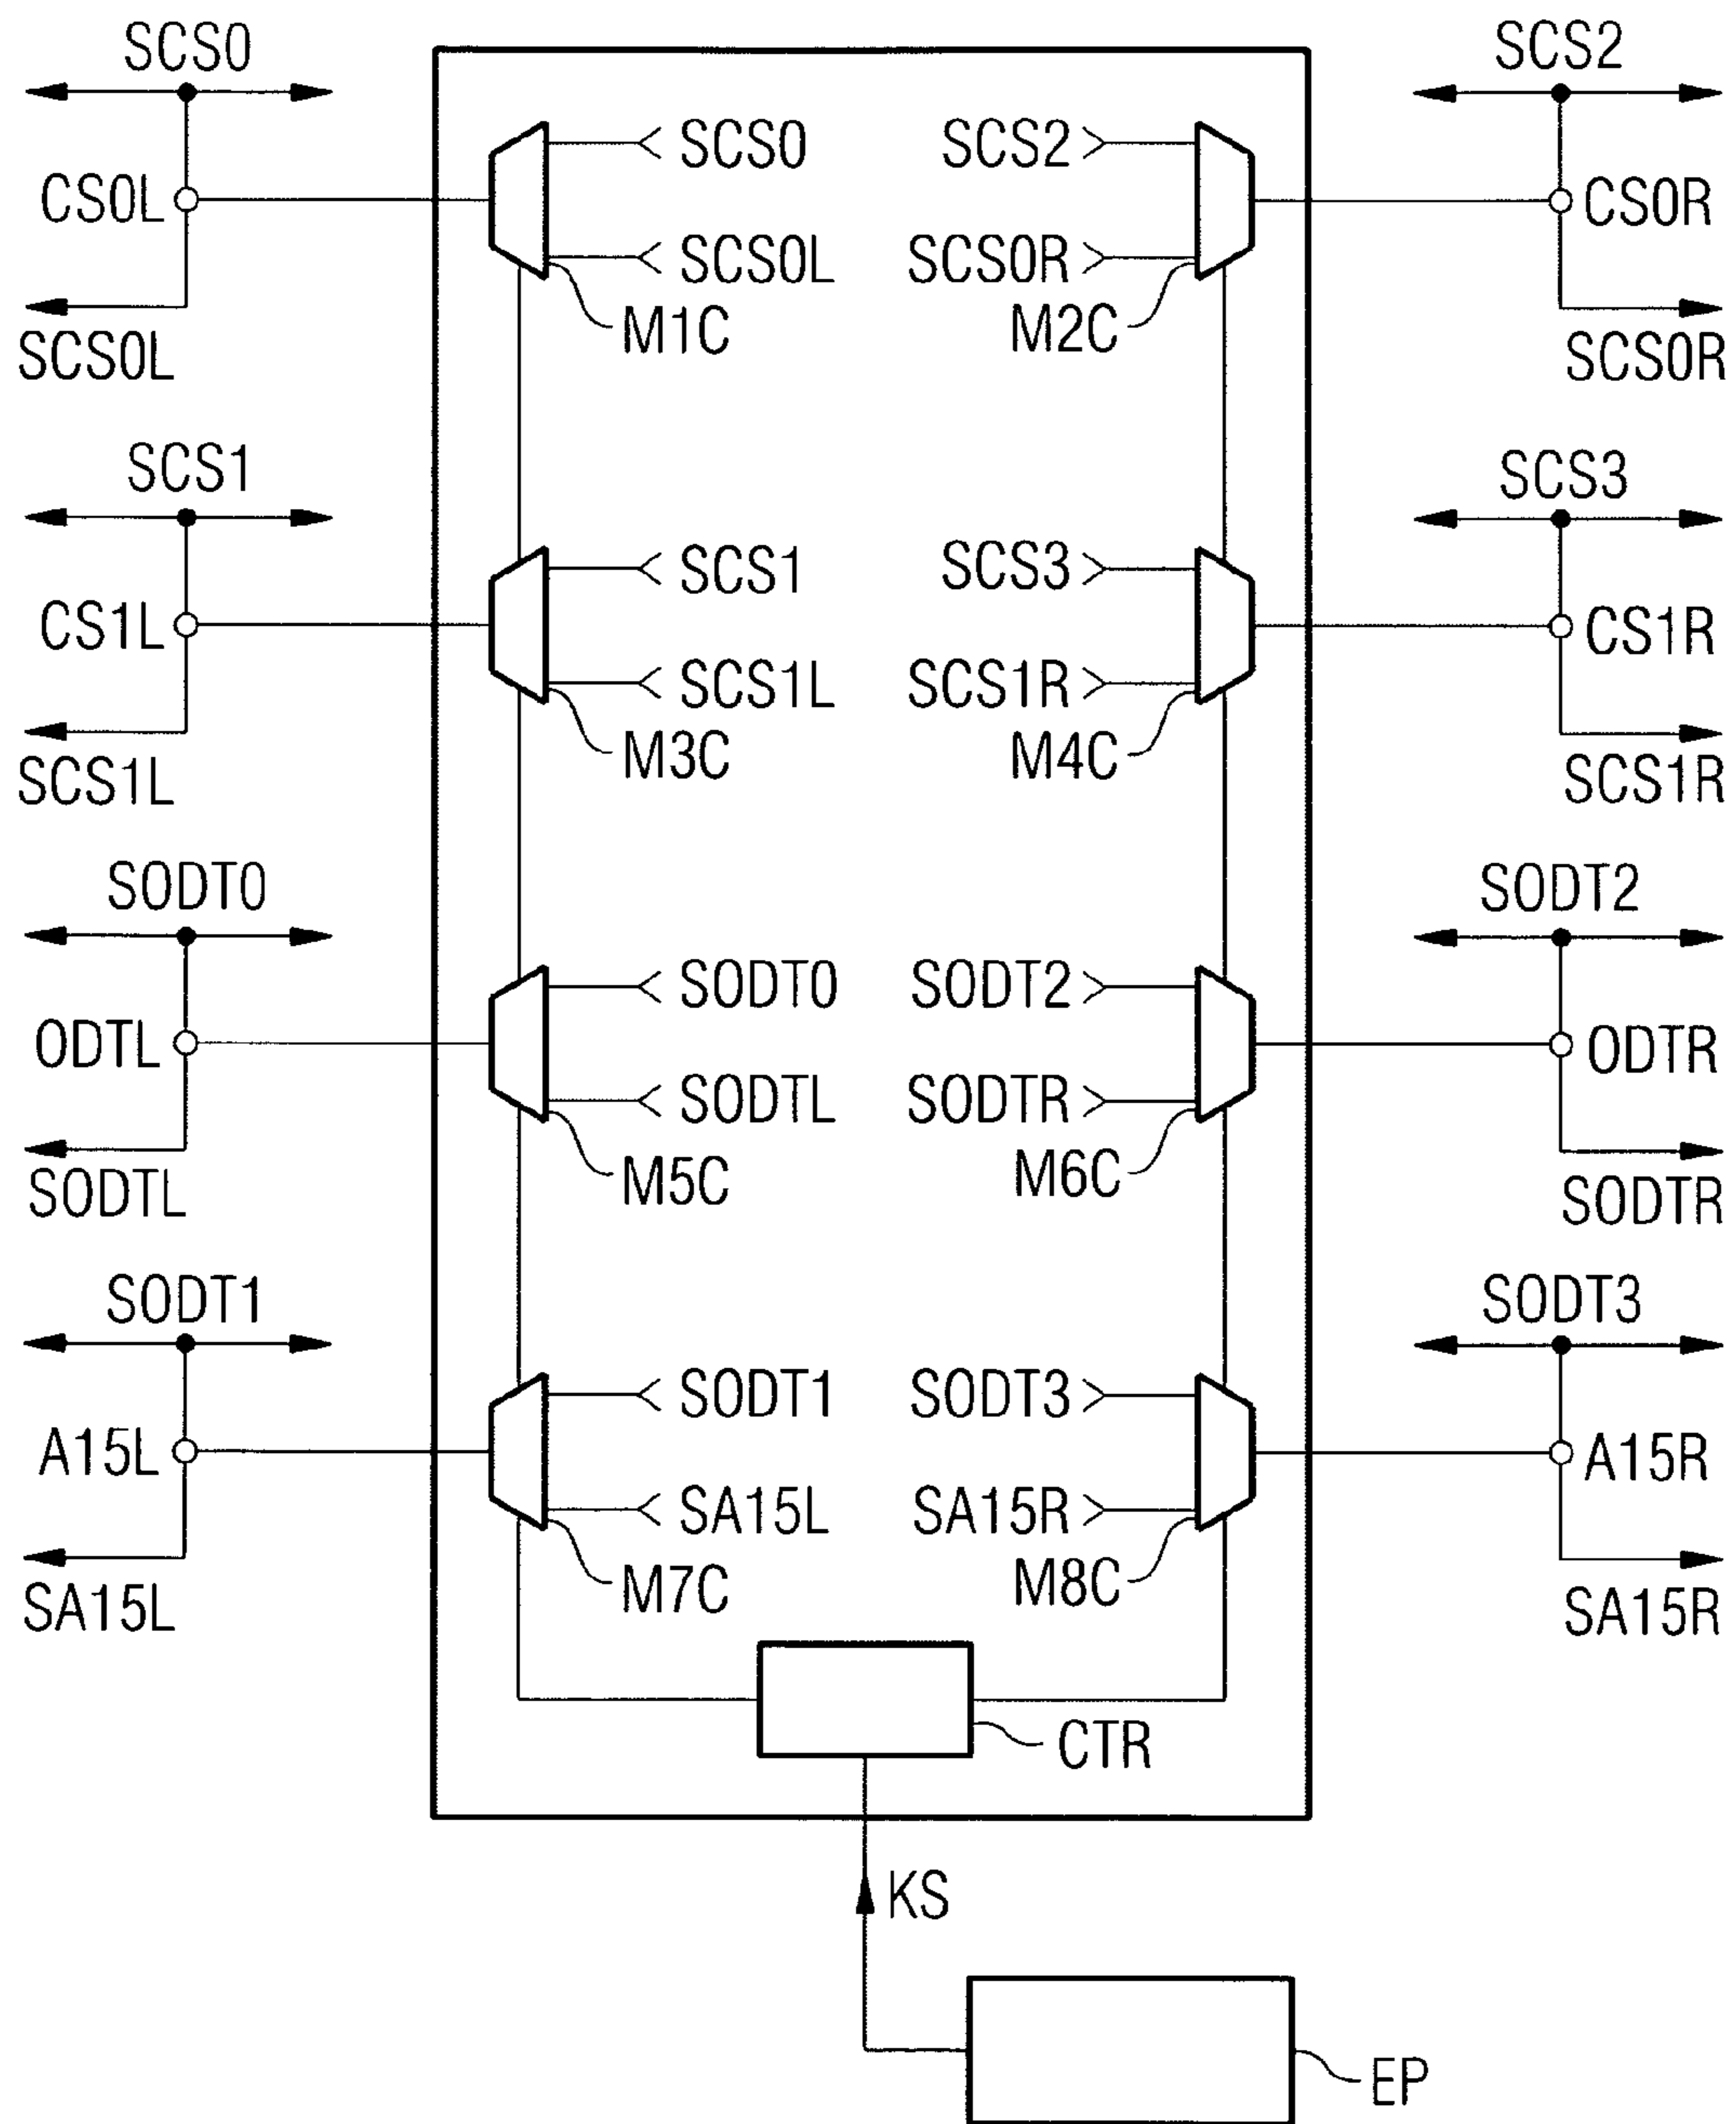 SCS0
SCS2
SCS0
SCS2
CS0L
CS0R
SCS0L
SCS0R
M1C
M2C
SCS0L
SCS0R
SCS1
SCS3
SCS1
SCS3
CS1L
CS1R
SCS1L
SCS1R
M3C
M4C
SCS1L
SCS1R
SODT0
SODT2
SODT0
SODT2
ODTL
ODTR
SODTL
SODTR
M5C
M6C
SODTL
SODTR
SODT1
SODT3
SODT1
SODT3
A15L
A15R
SA15L
SA15R
M7C
M8C
SA15L
SA15R
CTR
KS
EP